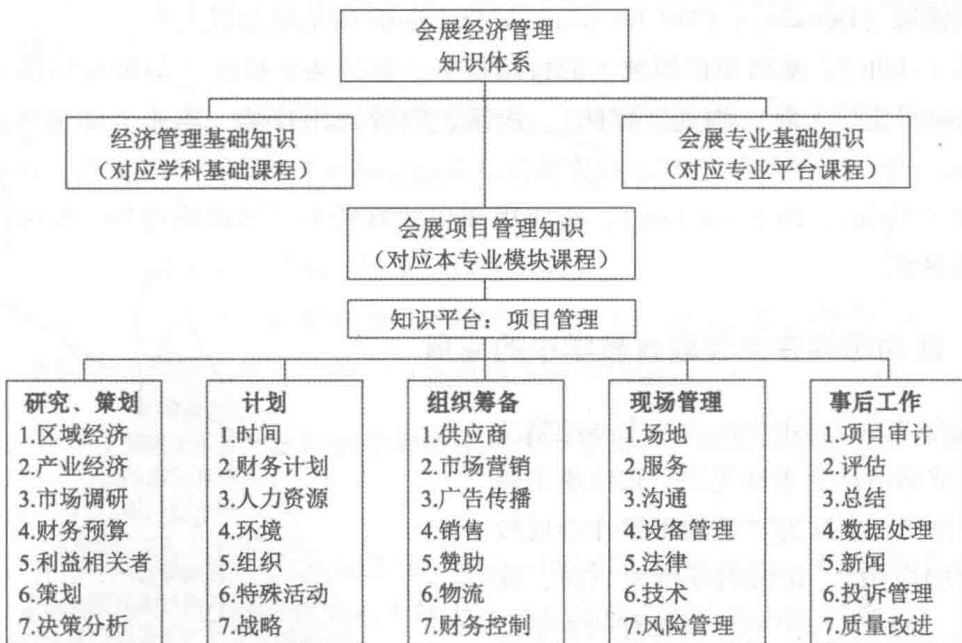 会展经济管理
知识体系
经济管理基础知识
（对应学科基础课程）
会展专业基础知识
（对应专业平台课程）
会展项目管理知识
（对应本专业模块课程）
知识平台：项目管理
研究、策划
1.区域经济
2.产业经济
3.市场调研
4.财务预算
5.利益相关者
6.策划
7.决策分析
计划
1.时间
2.财务计划
3.人力资源
4.环境
5.组织
6.特殊活动
7.战略
组织筹备
1.供应商
2.市场营销
3.广告传播
4.销售
5.赞助
6.物流
7.财务控制
现场管理
1.场地
2.服务
3.沟通
4.设备管理
5.法律
6.技术
7.风险管理
事后工作
1.项目审计
2.评估
3.总结
4.数据处理
5.新闻
6.投诉管理
7.质量改进